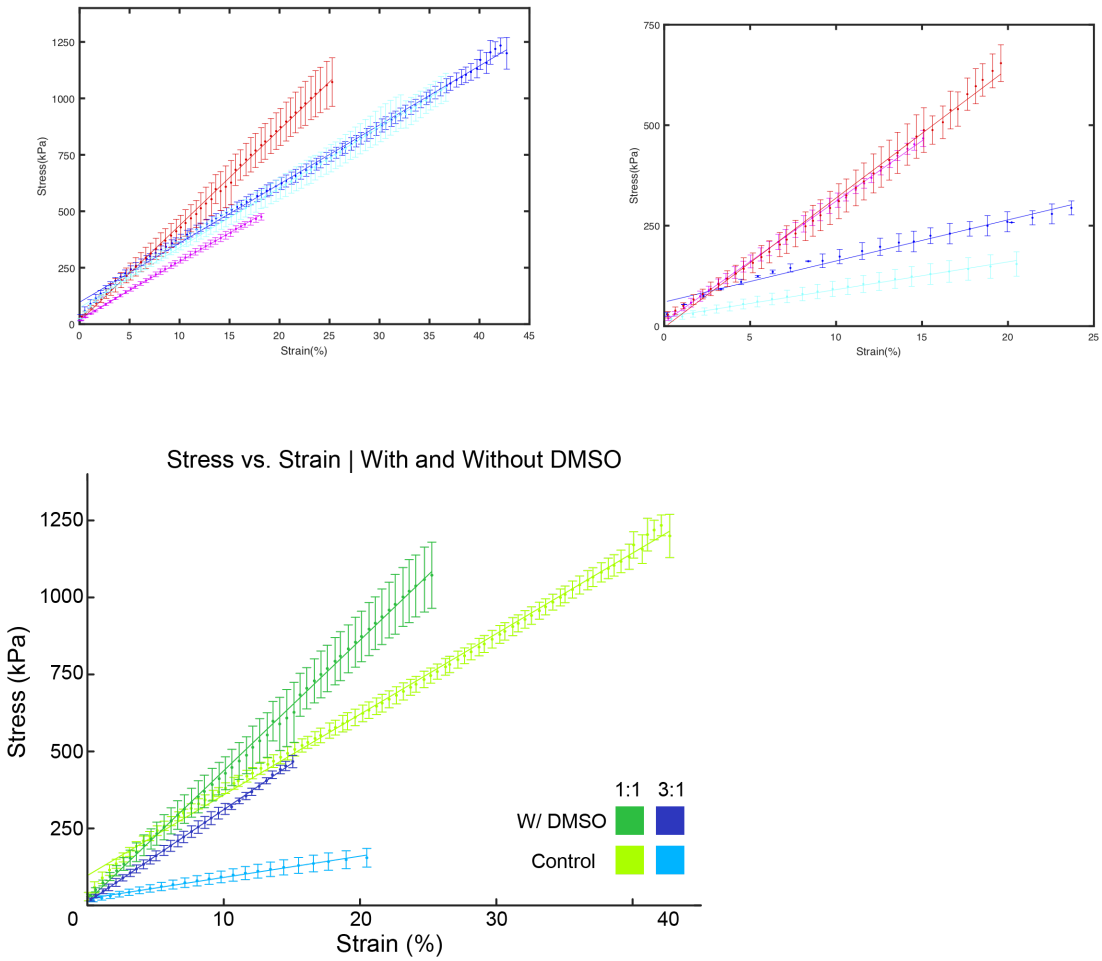 1250
1000
750
500
250
0
Stress(kPa)
0 5 10 15 20 25 30 35 40 45
Strain(%)
750
500
250
0
Stress(kPa)
0 5 10 15 20 25
Strain(%)
Stress vs. Strain | With and Without DMSO
1250
1000
750
500
250
Stress (kPa)
0 10 20 30 40
Strain (%)
1:1 3:1
W/ DMSO
Control